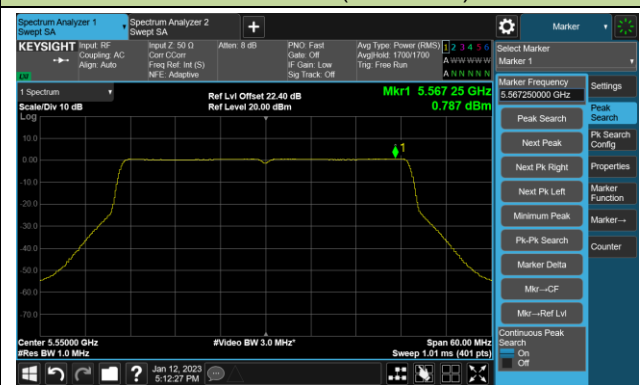 Spectrum Analyzer 1
Swept SA
Spectrum Analyzer 2
Swept SA
+
Marker
KEYSIGHT
Input: RF
Coupling: AC
Align: Auto
Input Z: 50 Ω
Corr CCorr
Freq Ref: Int (S)
NFE: Adaptive
Atten: 8 dB
PNO: Fast
Gate: Off
IF Gain: Low
Sig Track: Off
Avg Type: Power (RMS)
Avg|Hold: 1700/1700
Trig: Free Run
1 2 3 4 5 6
A W W W W W
A N N N N N
Select Marker
Marker 1
1 Spectrum
Scale/Div 10 dB
Log
Ref Lvl Offset 22.40 dB
Ref Level 20.00 dBm
Mkr1 5.567 25 GHz
0.787 dBm
1
10.0
0.00
-10.0
-20.0
-30.0
-40.0
-50.0
-60.0
-70.0
Center 5.55000 GHz
#Res BW 1.0 MHz
#Video BW 3.0 MHz*
Span 60.00 MHz
Sweep 1.01 ms (401 pts)
Marker Frequency
5.567250000 GHz
Peak Search
Next Peak
Next Pk Right
Next Pk Left
Minimum Peak
Pk-Pk Search
Marker Delta
Mkr→CF
Mkr→Ref Lvl
Continuous Peak
Search
On
Off
Settings
Peak
Search
Pk Search
Config
Properties
Marker
Function
Marker→
Counter
?
Jan 12, 2023
5:12:27 PM